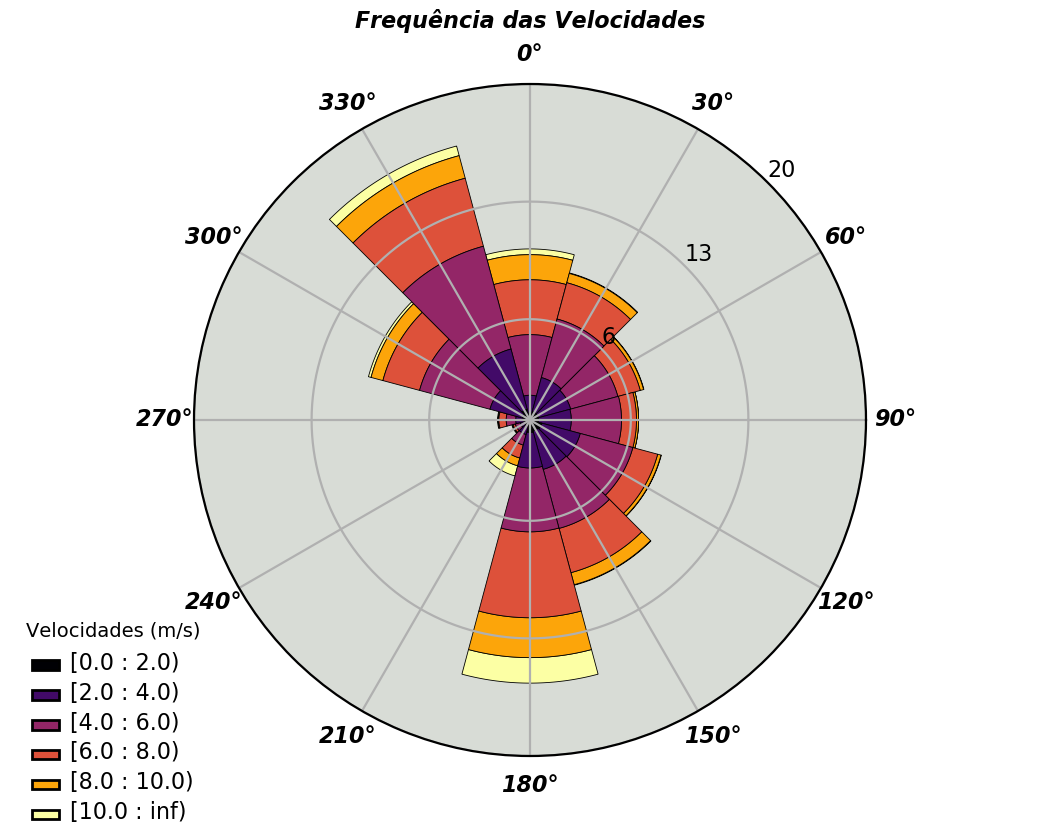 Frequência das Velocidades
0°
330°
30°
20
300°
60°
13
6
270°
90°
240°
120°
210°
150°
180°
Velocidades (m/s)
[0.0 : 2.0)
[2.0 : 4.0)
[4.0 : 6.0)
[6.0 : 8.0)
[8.0 : 10.0)
[10.0 : inf)